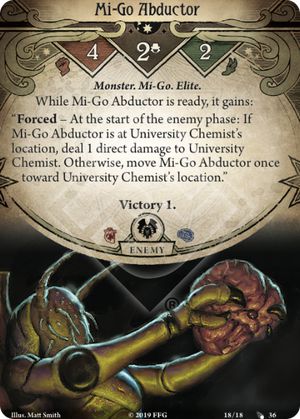 Mi-Go Abductor
4 2 2
Monster. Mi-Go. Elite.
While Mi-Go Abductor is ready, it gains:
"Forced – At the start of the enemy phase: If
Mi-Go Abductor is at University Chemist's
location, deal 1 direct damage to University
Chemist. Otherwise, move Mi-Go Abductor once
toward University Chemist's location."
Victory 1.
ENEMY
Illus. Matt Smith © 2019 FFG 18/18 36